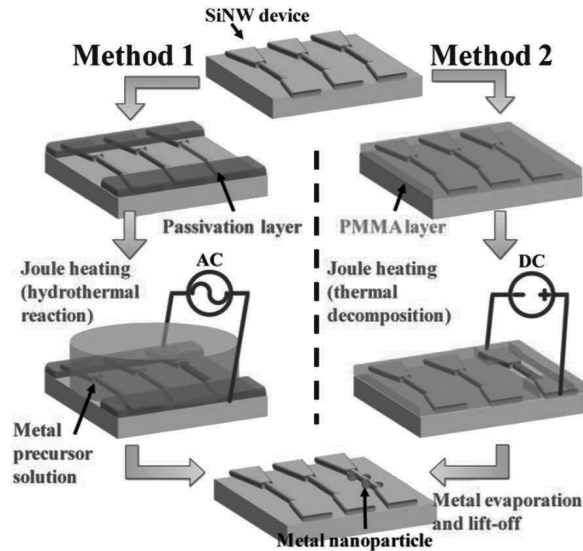 SiNW device
Method 1
Method 2
Passivation layer
PMMA layer
Joule heating
(hydrothermal
reaction)
AC
Joule heating
(thermal
decomposition)
DC
Metal
precursor
solution
Metal nanoparticle
Metal evaporation
and lift-off